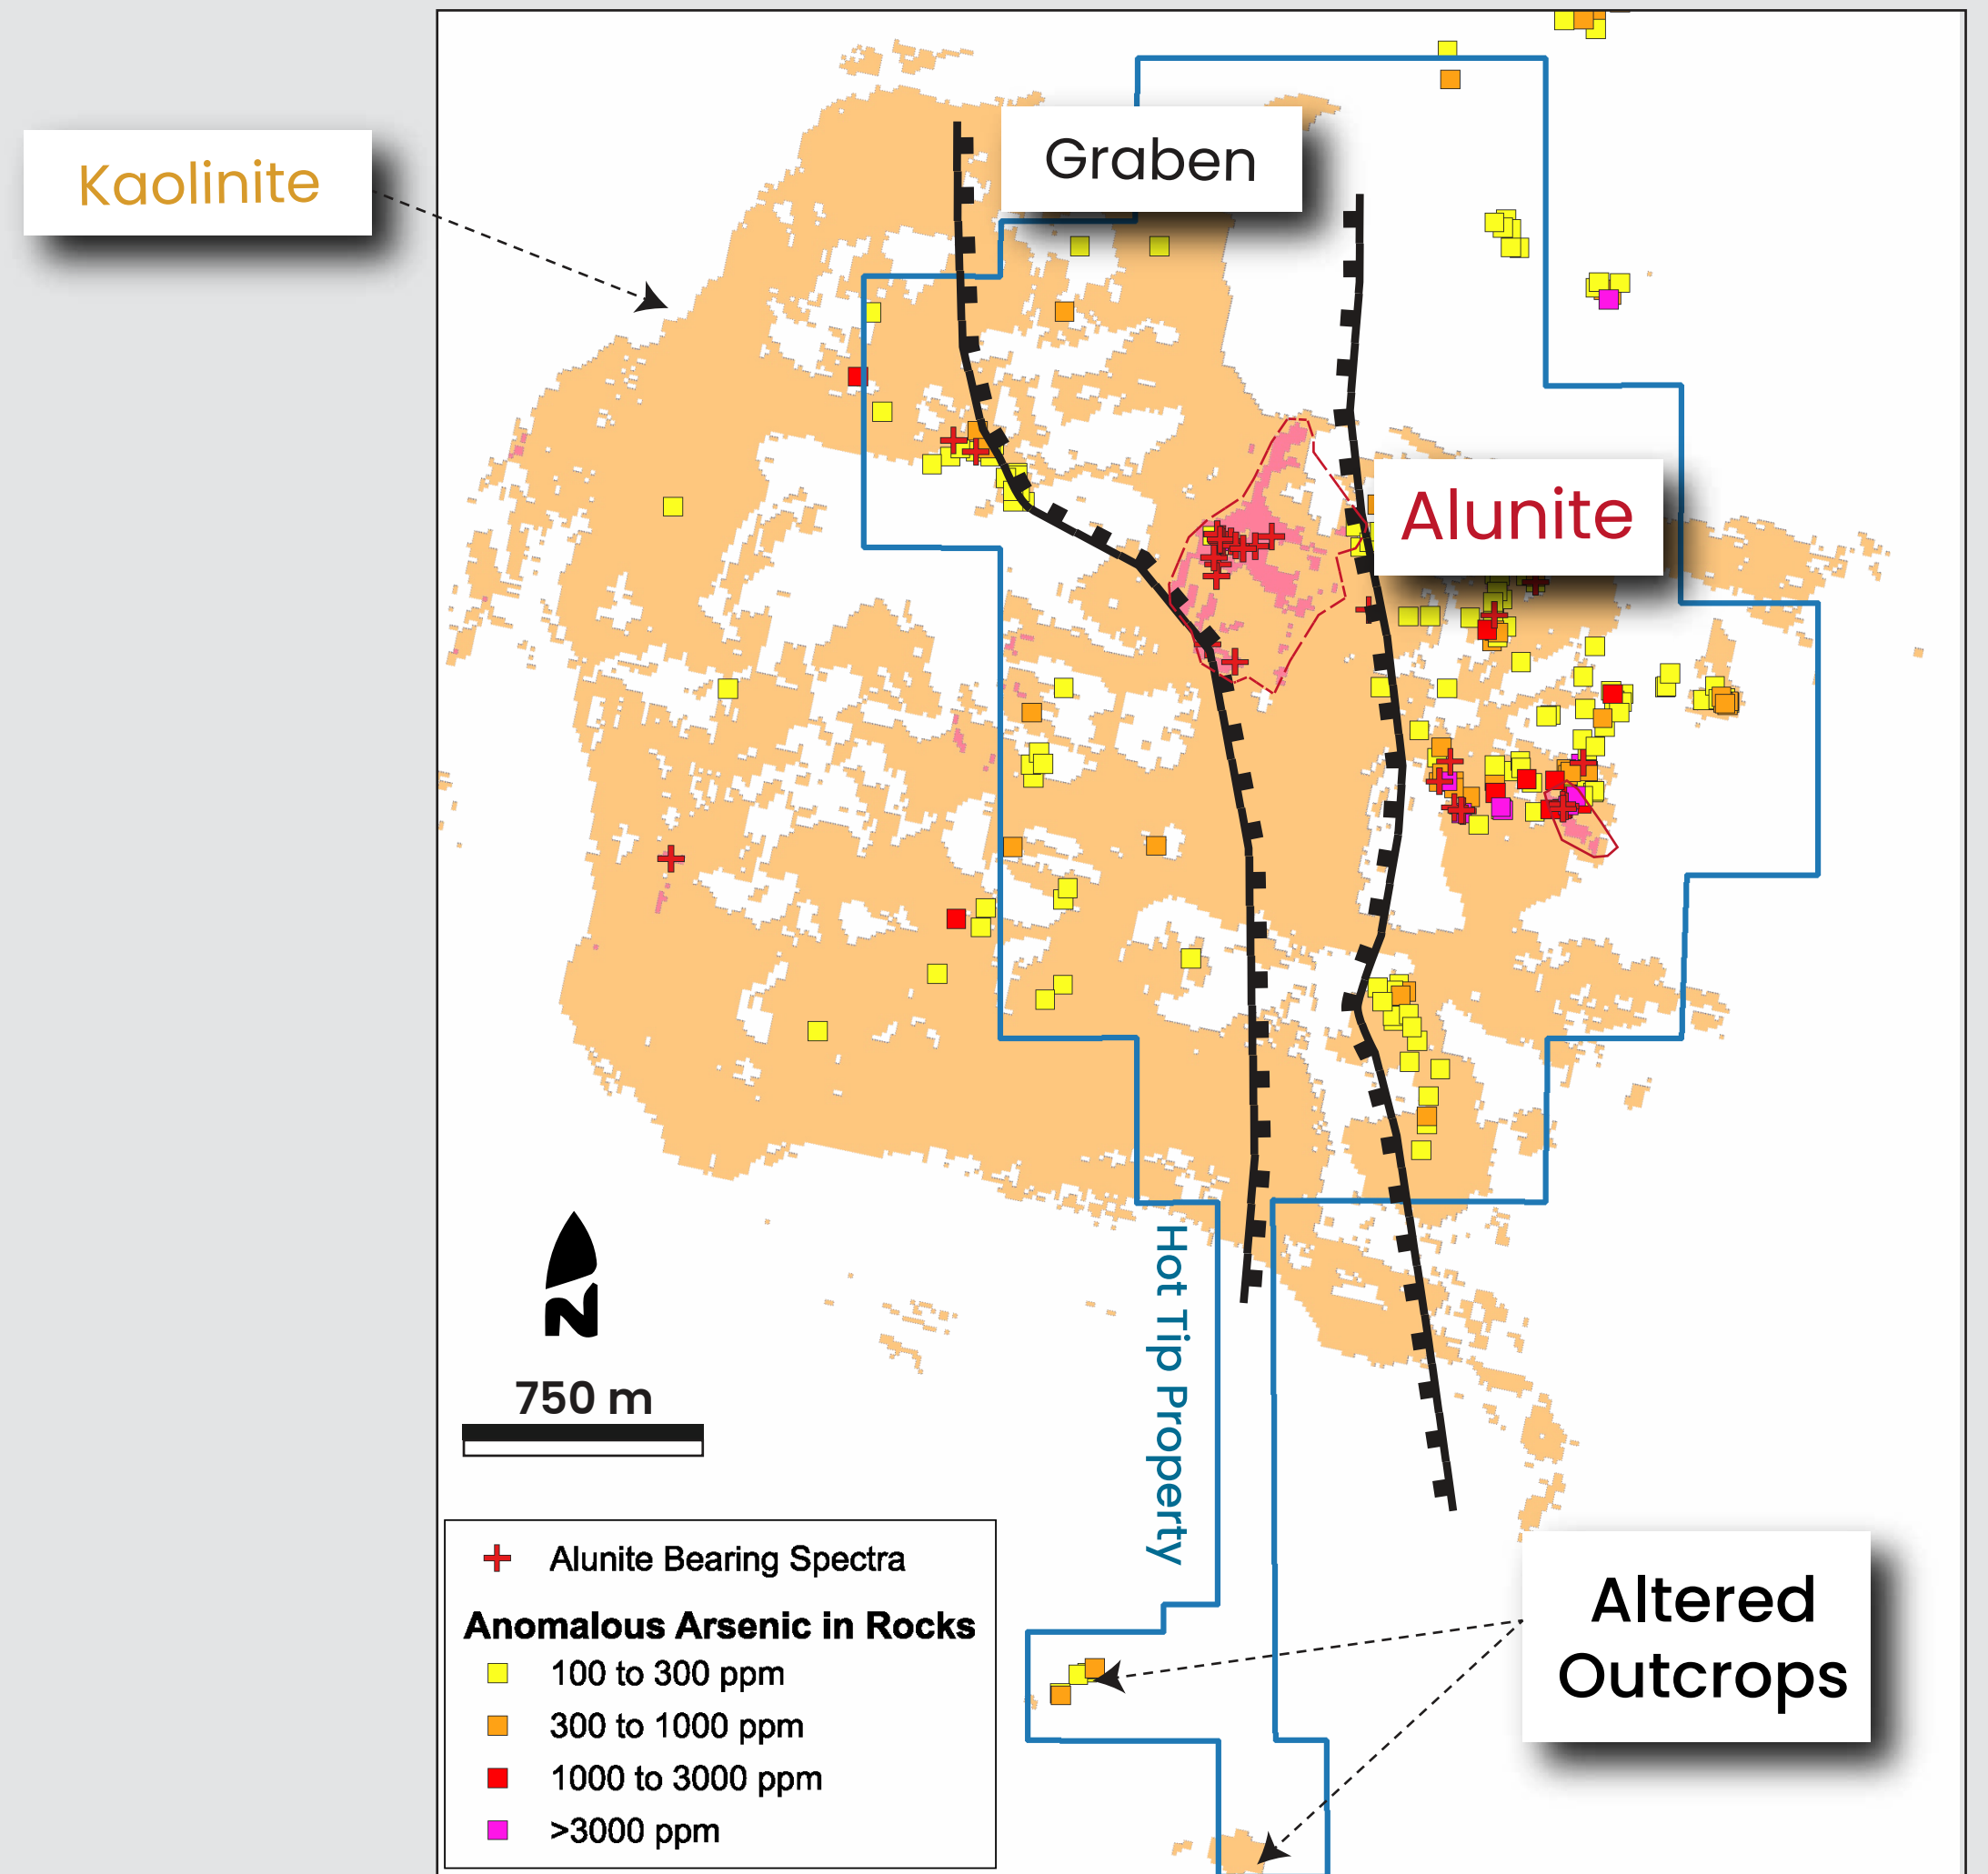 Graben
Kaolinite
Alunite
Hot Tip Property
N
750 m
Altered
Outcrops
Alunite Bearing Spectra
Anomalous Arsenic in Rocks
100 to 300 ppm
300 to 1000 ppm
1000 to 3000 ppm
>3000 ppm